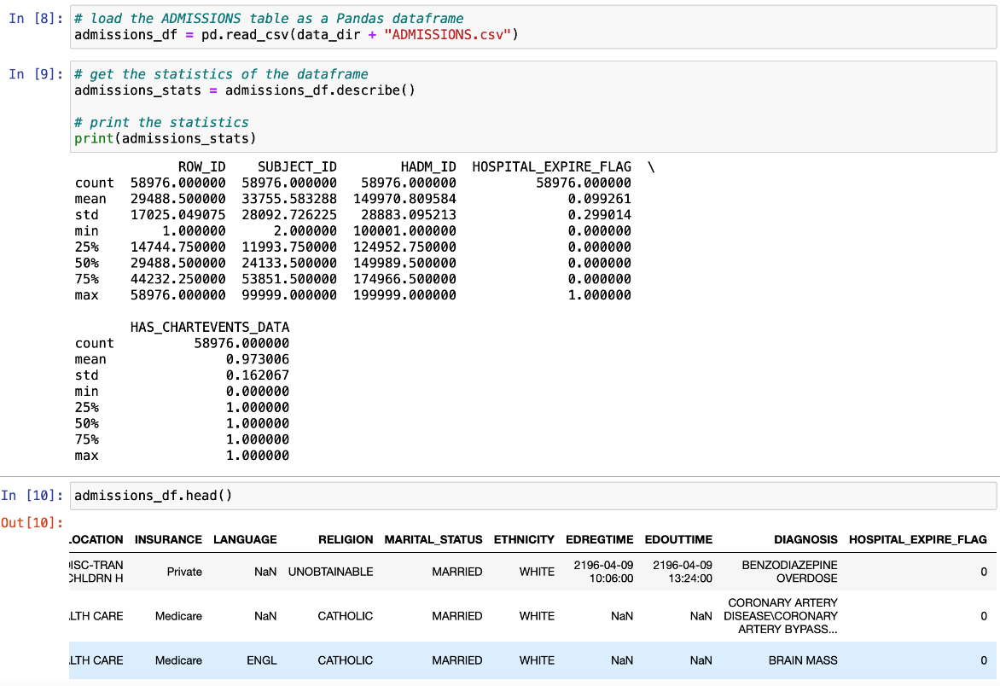 In [8]: # load the ADMISSIONS table as a Pandas dataframe
admissions_df = pd.read_csv(data_dir + "ADMISSIONS.csv")
In [9]: # get the statistics of the dataframe
admissions_stats = admissions_df.describe()
# print the statistics
print(admissions_stats)
ROW_ID SUBJECT_ID HADM_ID HOSPITAL_EXPIRE_FLAG \
count 58976.000000 58976.000000 58976.000000 58976.000000
mean 29488.500000 33755.583288 149970.809584 0.099261
std 17025.049075 28092.726225 28883.095213 0.299014
min 1.000000 2.000000 100001.000000 0.000000
25% 14744.750000 11993.750000 124952.750000 0.000000
50% 29488.500000 24133.500000 149989.500000 0.000000
75% 44232.250000 53851.500000 174966.500000 0.000000
max 58976.000000 99999.000000 199999.000000 1.000000
HAS_CHARTEVENTS_DATA
count 58976.000000
mean 0.973006
std 0.162067
min 0.000000
25% 1.000000
50% 1.000000
75% 1.000000
max 1.000000
In [10]: admissions_df.head()
Out[10]:
LOCATION INSURANCE LANGUAGE RELIGION MARITAL_STATUS ETHNICITY EDREGTIME EDOUTTIME DIAGNOSIS HOSPITAL_EXPIRE_FLAG
DISC-TRAN 2196-04-09 2196-04-09 BENZODIAZEPINE
Private NaN UNOBTAINABLE MARRIED WHITE 0
CHLDRN H 10:06:00 13:24:00 OVERDOSE
CORONARY ARTERY
LTH CARE Medicare NaN CATHOLIC MARRIED WHITE NaN NaN DISEASE\CORONARY 0
ARTERY BYPASS...
LTH CARE Medicare ENGL CATHOLIC MARRIED WHITE NaN NaN BRAIN MASS 0